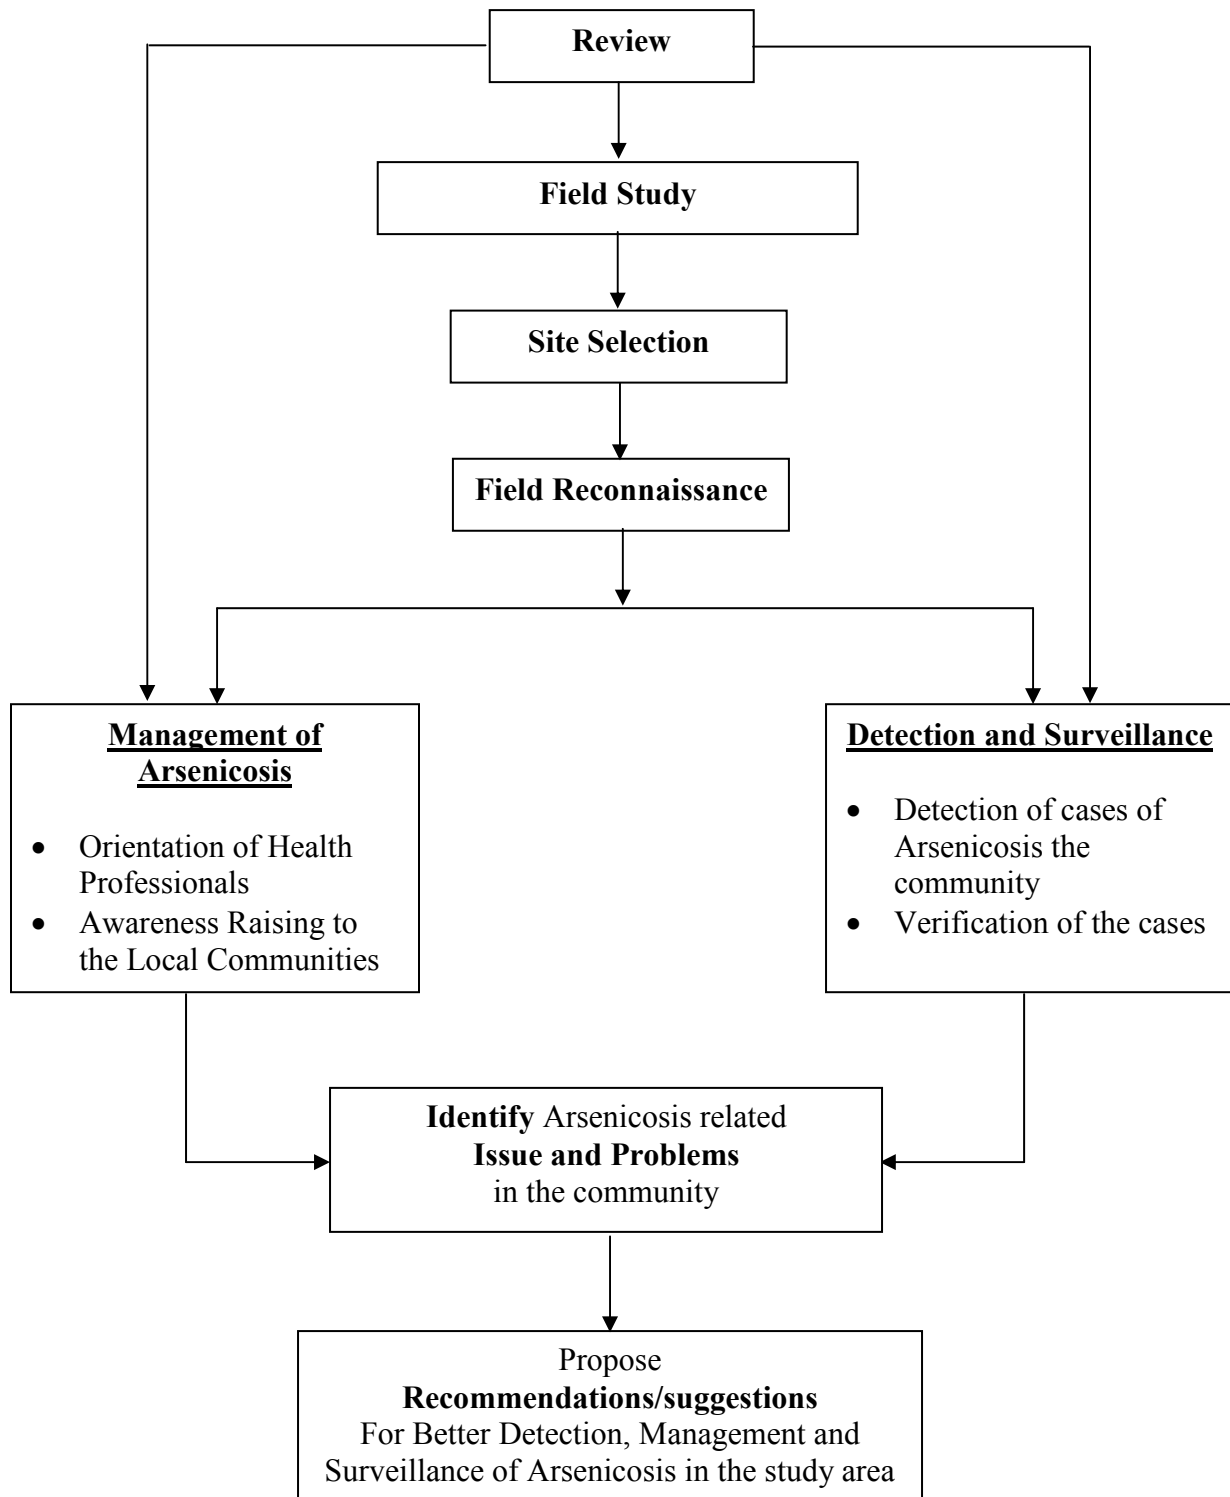 Review
Field Study
Site Selection
Field Reconnaissance
Management of
Arsenicosis
• Orientation of Health
Professionals
• Awareness Raising to
the Local Communities
Detection and Surveillance
• Detection of cases of
Arsenicosis the
community
• Verification of the cases
Identify Arsenicosis related
Issue and Problems
in the community
Propose
Recommendations/suggestions
For Better Detection, Management and
Surveillance of Arsenicosis in the study area